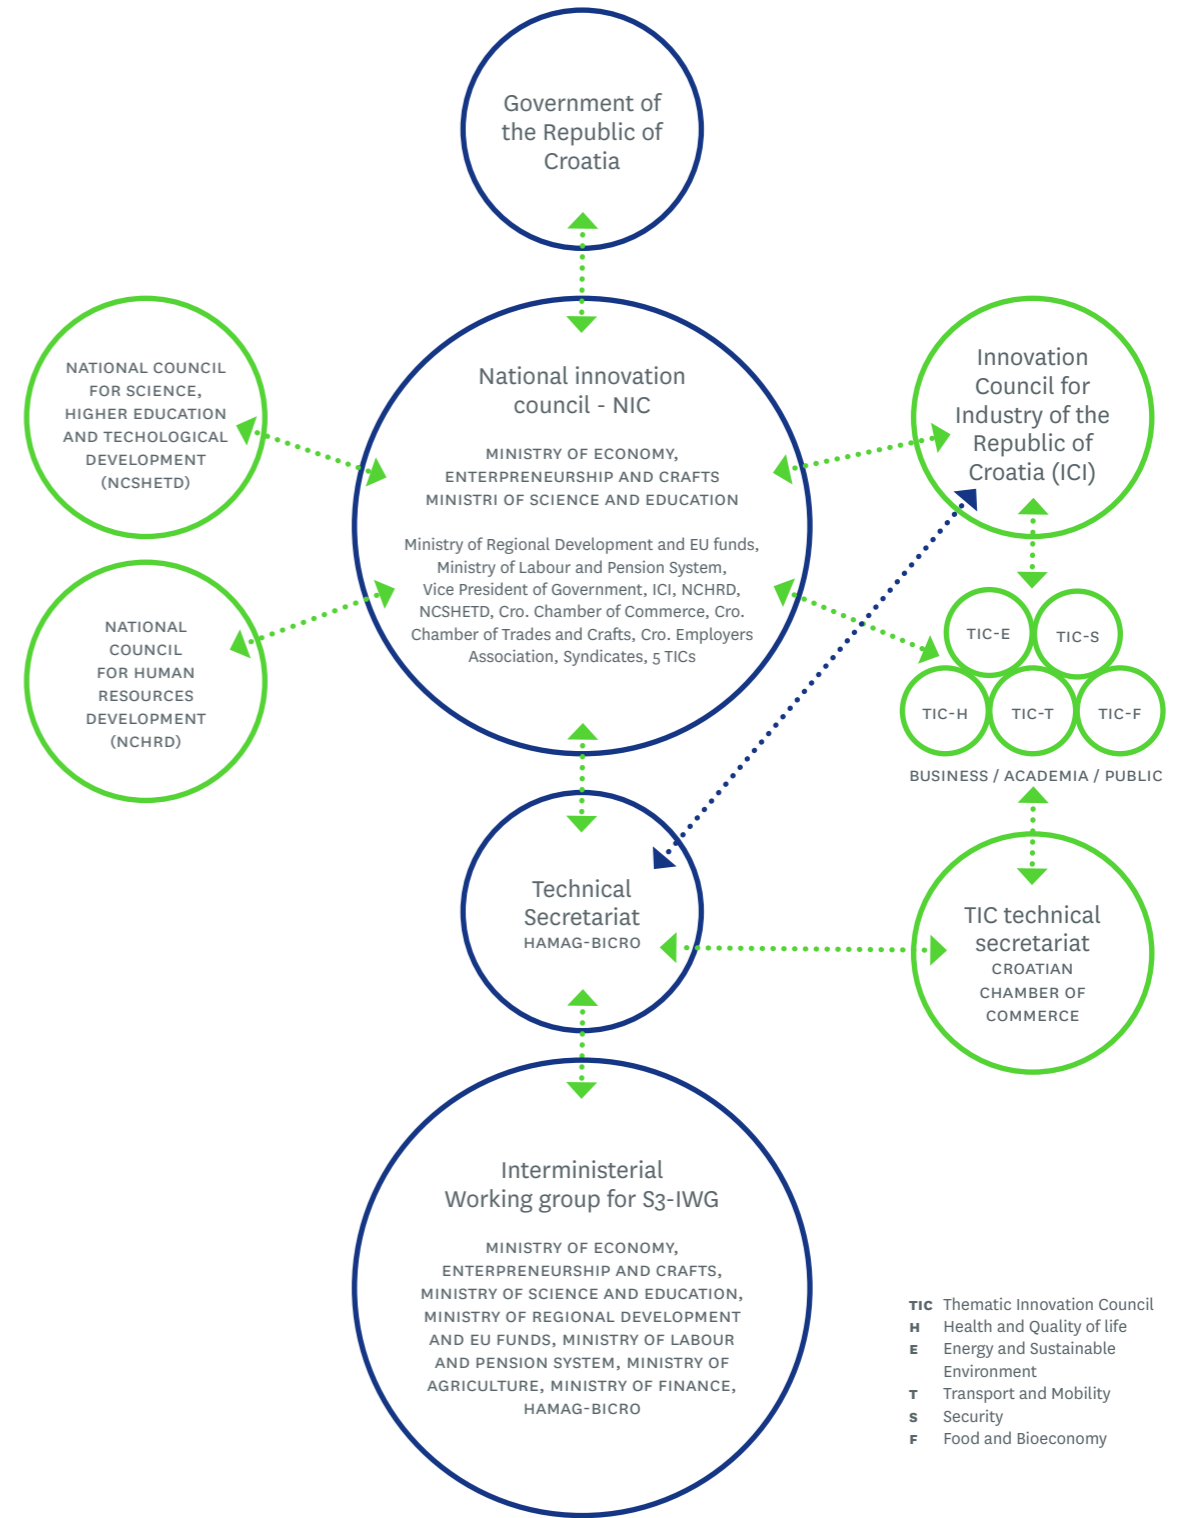 Government of
the Republic of
Croatia
NATIONAL COUNCIL
FOR SCIENCE,
HIGHER EDUCATION
AND TECHOLOGICAL
DEVELOPMENT
(NCSHETD)
National innovation
council - NIC
MINISTRY OF ECONOMY,
ENTERPRENEURSHIP AND CRAFTS
MINISTRI OF SCIENCE AND EDUCATION
Ministry of Regional Development and EU funds,
Ministry of Labour and Pension System,
Vice President of Government, ICI, NCHRD,
NCSHETD, Cro. Chamber of Commerce, Cro.
Chamber of Trades and Crafts, Cro. Employers
Association, Syndicates, 5 TICs
Innovation
Council for
Industry of the
Republic of
Croatia (ICI)
NATIONAL
COUNCIL
FOR HUMAN
RESOURCES
DEVELOPMENT
(NCHRD)
TIC-E
TIC-S
TIC-H
TIC-T
TIC-F
BUSINESS / ACADEMIA / PUBLIC
Technical
Secretariat
HAMAG-BICRO
TIC technical
secretariat
CROATIAN
CHAMBER OF
COMMERCE
Interministerial
Working group for S3-IWG
MINISTRY OF ECONOMY,
ENTERPRENEURSHIP AND CRAFTS,
MINISTRY OF SCIENCE AND EDUCATION,
MINISTRY OF REGIONAL DEVELOPMENT
AND EU FUNDS, MINISTRY OF LABOUR
AND PENSION SYSTEM, MINISTRY OF
AGRICULTURE, MINISTRY OF FINANCE,
HAMAG-BICRO
TIC Thematic Innovation Council
H Health and Quality of life
E Energy and Sustainable
Environment
T Transport and Mobility
S Security
F Food and Bioeconomy